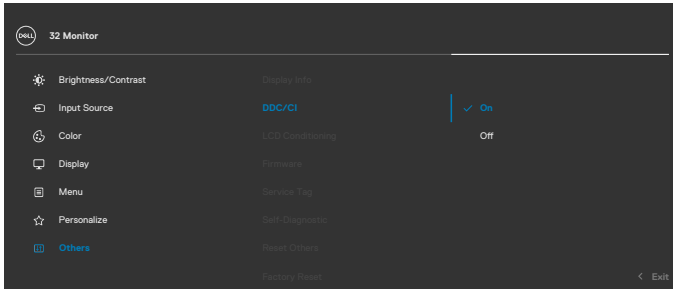 DELL 32 Monitor
Brightness/Contrast Display Info
Input Source DDC/CI On
Color LCD Conditioning Off
Display Firmware
Menu Service Tag
Personalize Self-Diagnostic
Others Reset Others
Factory Reset Exit